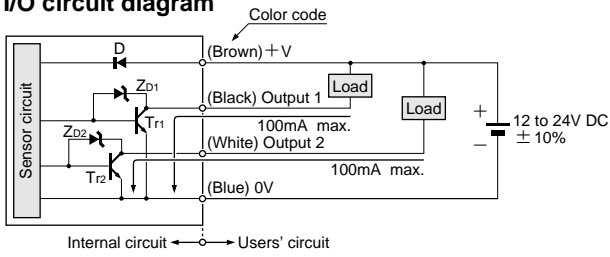 I/O circuit diagram
Color code
D
(Brown)+V
Sensor circuit
ZD1
Load
(Black) Output 1
Load
Tr1
100mA max.
+
12 to 24V DC
± 10%
−
ZD2
(White) Output 2
Tr2
100mA max.
(Blue) 0V
Internal circuit
Users' circuit